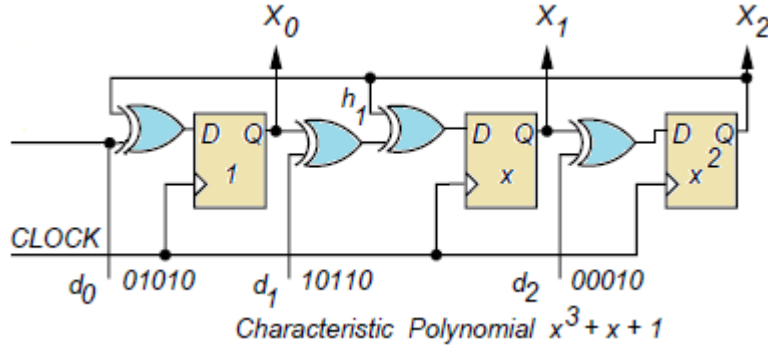 X0 X1 X2
h1
D Q D Q D Q
1 x x2
CLOCK
d0 01010 d1 10110 d2 00010
Characteristic Polynomial x3 + x + 1